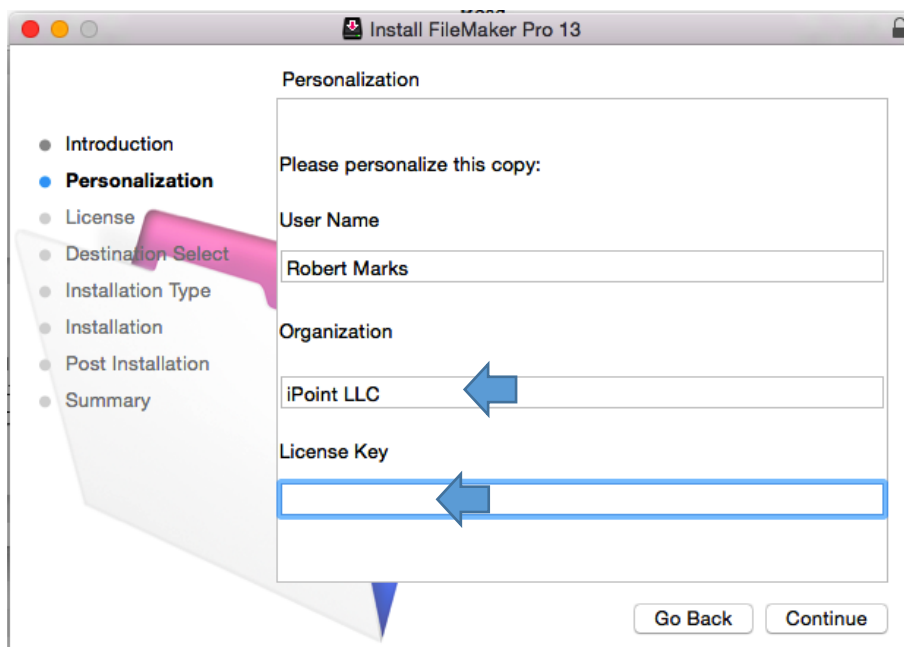 Install FileMaker Pro 13
Personalization
Introduction
Personalization
License
Destination Select
Installation Type
Installation
Post Installation
Summary
Please personalize this copy:
User Name
Robert Marks
Organization
iPoint LLC
License Key
Go Back
Continue